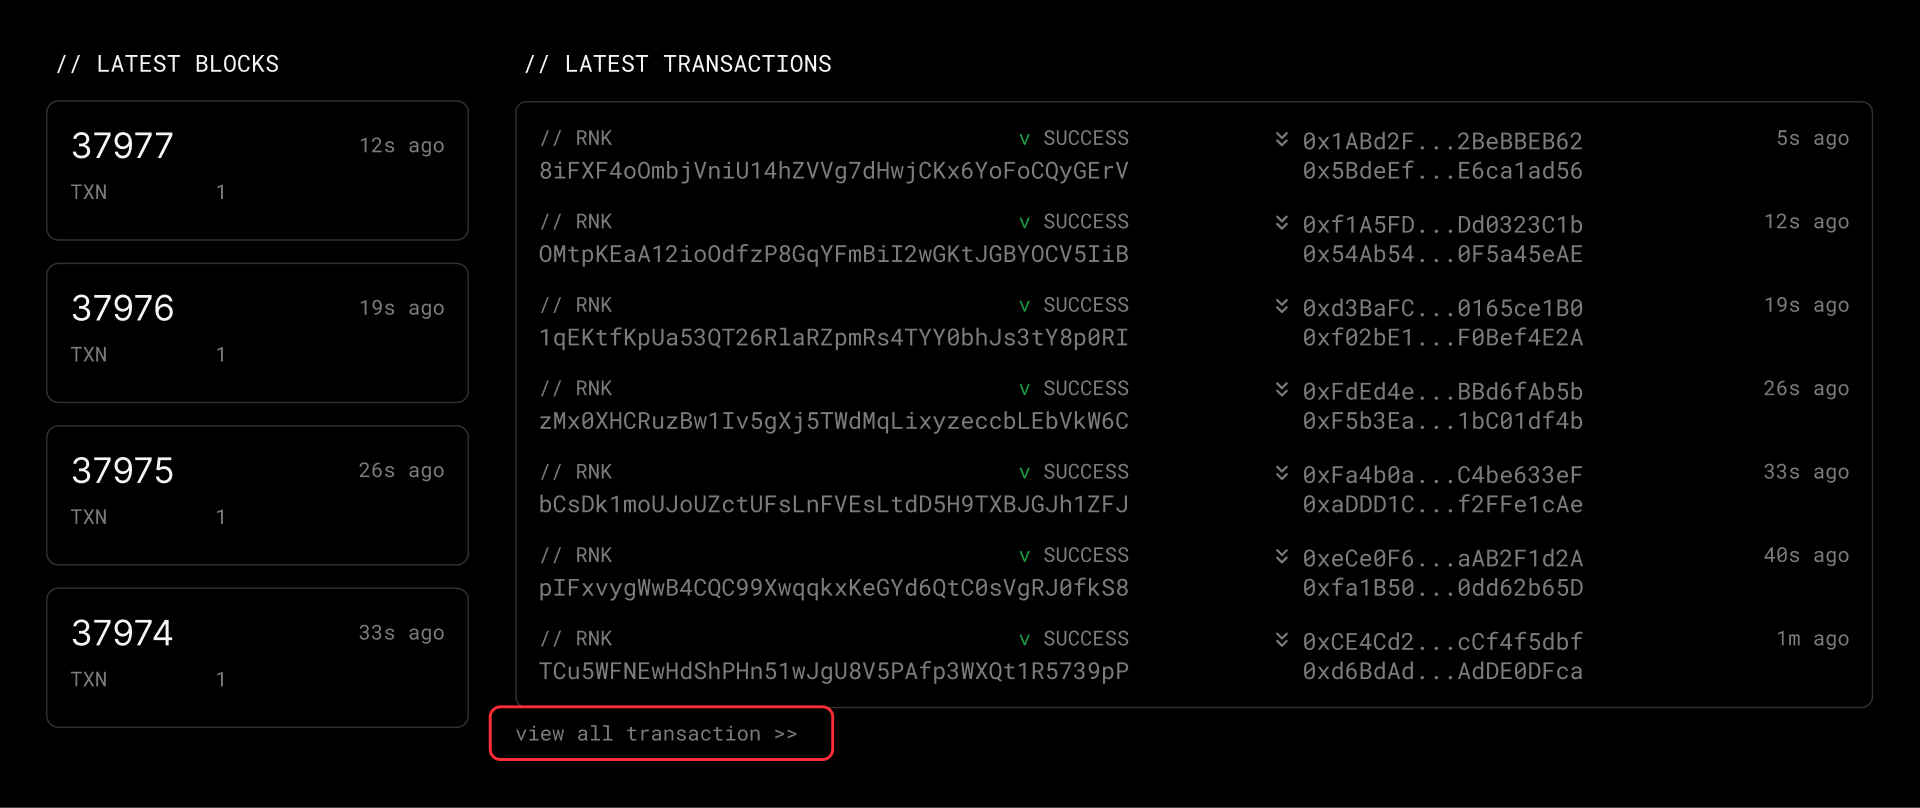 // LATEST BLOCKS
37977 12s ago
TXN 1
37976 19s ago
TXN 1
37975 26s ago
TXN 1
37974 33s ago
TXN 1
// LATEST TRANSACTIONS
// RNK v SUCCESS 0x1ABd2F...2BeBBEB62 5s ago
8iFXF4oOmbjVniU14hZVVg7dHwjCKx6YoFoCQyGErV 0x5BdeEf...E6ca1ad56
// RNK v SUCCESS 0xf1A5FD...Dd0323C1b 12s ago
OMtpKEaA12ioOdfzP8GqYFmBiI2wGKtJGBYOCV5IiB 0x54Ab54...0F5a45eAE
// RNK v SUCCESS 0xd3BaFC...0165ce1B0 19s ago
1qEKtfKpUa53QT26RlaRZpmRs4TYY0bhJs3tY8p0RI 0xf02bE1...F0Bef4E2A
// RNK v SUCCESS 0xFdEd4e...BBd6fAb5b 26s ago
zMx0XHCRuzBw1Iv5gXj5TWdMqLixyzeccbLEbVkW6C 0xF5b3Ea...1bC01df4b
// RNK v SUCCESS 0xFa4b0a...C4be633eF 33s ago
bCsDk1moUJoUZctUFsLnFVEsLtdD5H9TXBJGJh1ZFJ 0xaDDD1C...f2FFe1cAe
// RNK v SUCCESS 0xeCe0F6...aAB2F1d2A 40s ago
pIFxvygWwB4CQC99XwqqkxKeGYd6QtC0sVgRJ0fkS8 0xfa1B50...0dd62b65D
// RNK v SUCCESS 0xCE4Cd2...cCf4f5dbf 1m ago
TCu5WFNEwHdShPHn51wJgU8V5PAfp3WXQt1R5739pP 0xd6BdAd...AdDE0DFca
view all transaction >>